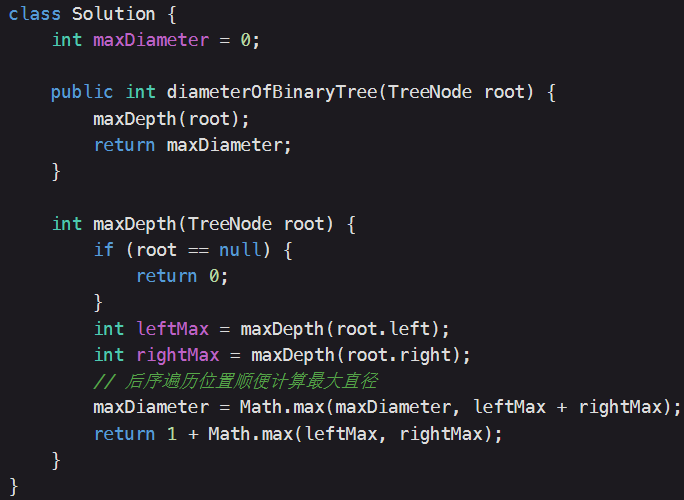 class Solution {
    int maxDiameter = 0;

    public int diameterOfBinaryTree(TreeNode root) {
        maxDepth(root);
        return maxDiameter;
    }

    int maxDepth(TreeNode root) {
        if (root == null) {
            return 0;
        }
        int leftMax = maxDepth(root.left);
        int rightMax = maxDepth(root.right);
        // 后序遍历位置顺便计算最大直径
        maxDiameter = Math.max(maxDiameter, leftMax + rightMax);
        return 1 + Math.max(leftMax, rightMax);
    }
}